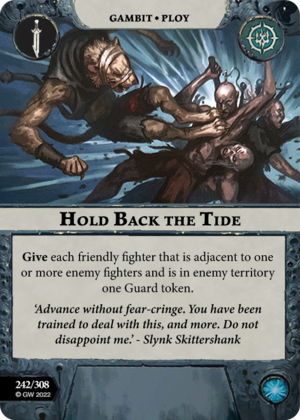 GAMBIT • PLOY
HOLD BACK THE TIDE
Give each friendly fighter that is adjacent to one
or more enemy fighters and is in enemy territory
one Guard token.
‘Advance without fear-cringe. You have been
trained to deal with this, and more. Do not
disappoint me.’ - Slynk Skittershank
242/308
© GW 2022